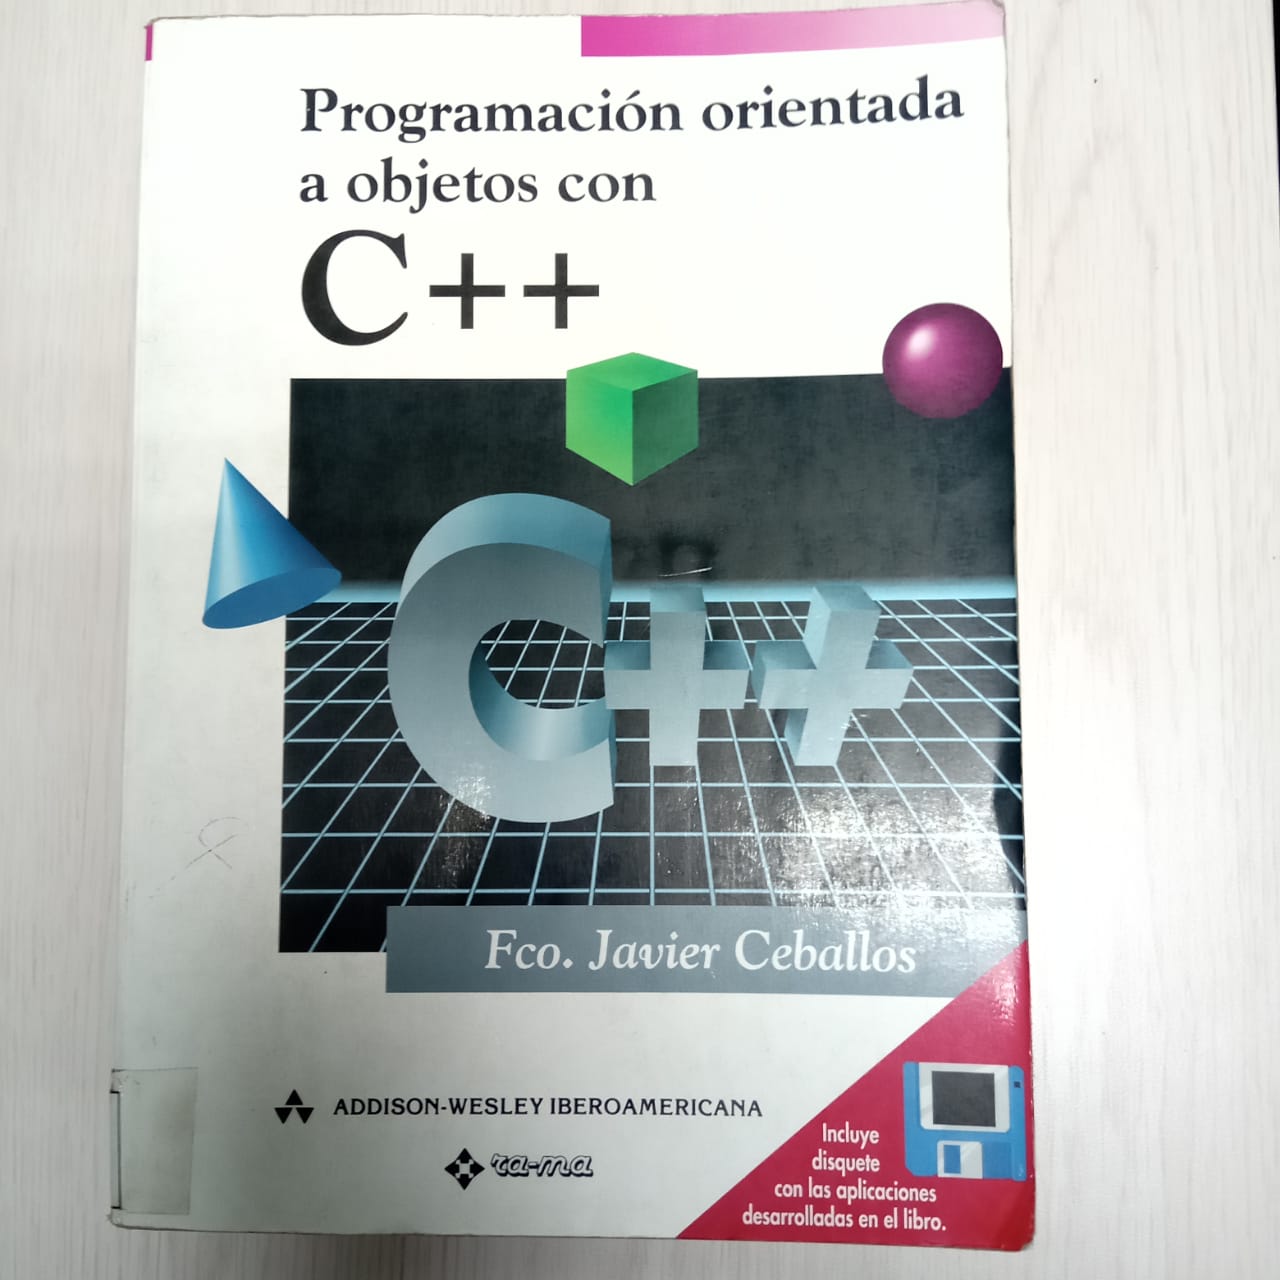 Programación orientada
a objetos con
C++
C++
Fco. Javier Ceballos
ADDISON-WESLEY IBEROAMERICANA
ra-ma
Incluye
disquete
con las aplicaciones
desarrolladas en el libro.